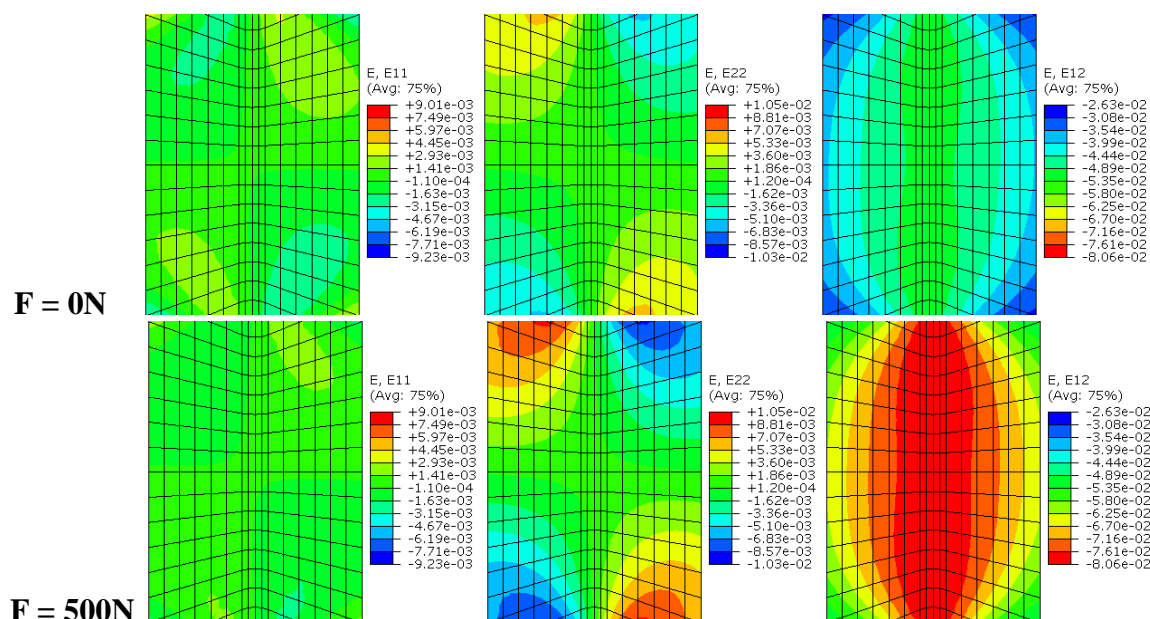 E, E11
(Avg: 75%)
+9.01e-03
+7.49e-03
+5.97e-03
+4.45e-03
+2.93e-03
+1.41e-03
-1.10e-04
-1.63e-03
-3.15e-03
-4.67e-03
-6.19e-03
-7.71e-03
-9.23e-03
E, E22
(Avg: 75%)
+1.05e-02
+8.81e-03
+7.07e-03
+5.33e-03
+3.60e-03
+1.86e-03
+1.20e-04
-1.62e-03
-3.36e-03
-5.10e-03
-6.83e-03
-8.57e-03
-1.03e-02
E, E12
(Avg: 75%)
-2.63e-02
-3.08e-02
-3.54e-02
-3.99e-02
-4.44e-02
-4.89e-02
-5.35e-02
-5.80e-02
-6.25e-02
-6.70e-02
-7.16e-02
-7.61e-02
-8.06e-02
F = 0N
E, E11
(Avg: 75%)
+9.01e-03
+7.49e-03
+5.97e-03
+4.45e-03
+2.93e-03
+1.41e-03
-1.10e-04
-1.63e-03
-3.15e-03
-4.67e-03
-6.19e-03
-7.71e-03
-9.23e-03
E, E22
(Avg: 75%)
+1.05e-02
+8.81e-03
+7.07e-03
+5.33e-03
+3.60e-03
+1.86e-03
+1.20e-04
-1.62e-03
-3.36e-03
-5.10e-03
-6.83e-03
-8.57e-03
-1.03e-02
E, E12
(Avg: 75%)
-2.63e-02
-3.08e-02
-3.54e-02
-3.99e-02
-4.44e-02
-4.89e-02
-5.35e-02
-5.80e-02
-6.25e-02
-6.70e-02
-7.16e-02
-7.61e-02
-8.06e-02
F = 500N